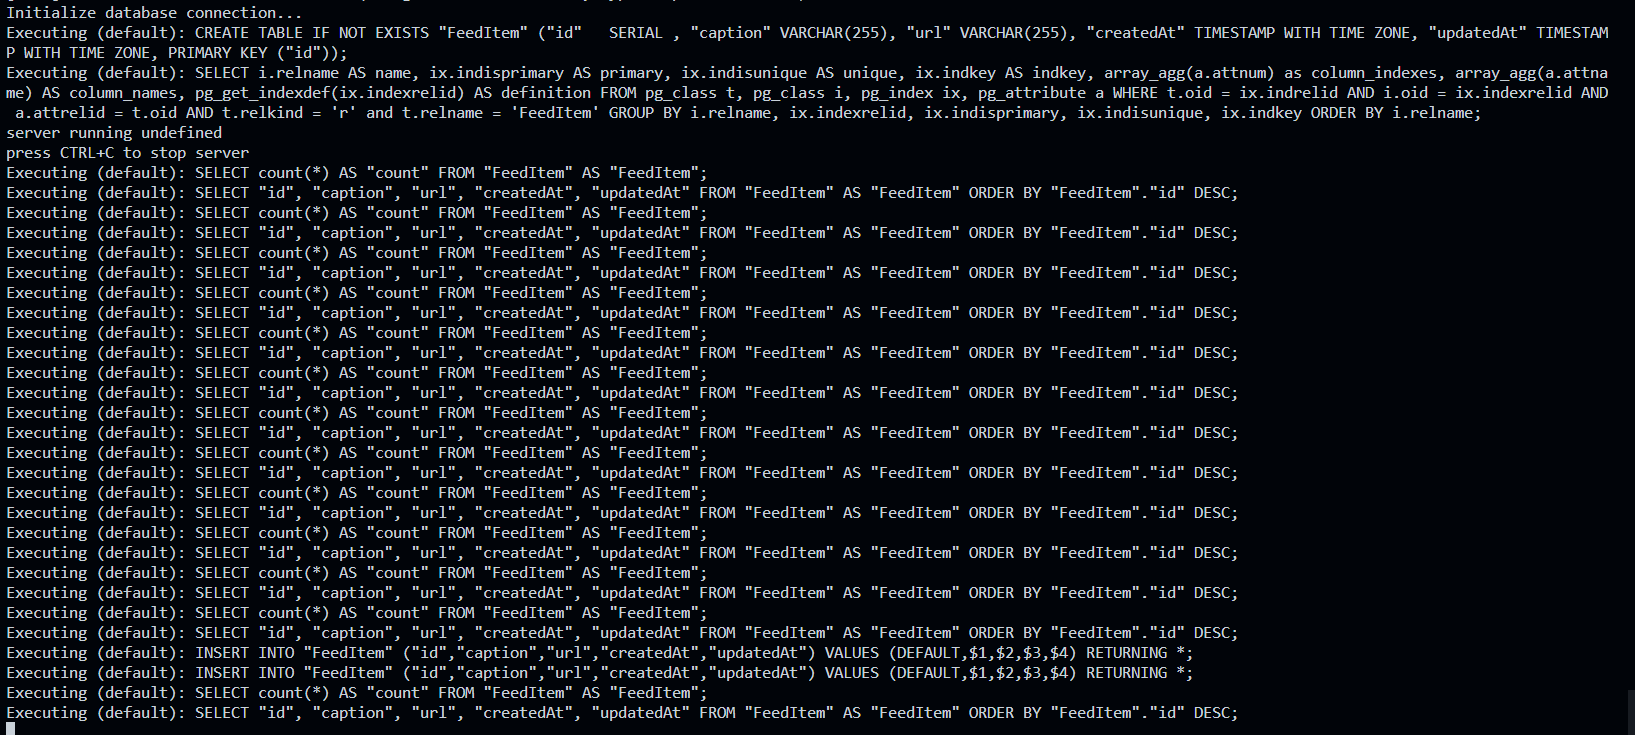 Initialize database connection...
Executing (default): CREATE TABLE IF NOT EXISTS "FeedItem" ("id"   SERIAL , "caption" VARCHAR(255), "url" VARCHAR(255), "createdAt" TIMESTAMP WITH TIME ZONE, "updatedAt" TIMESTAM
P WITH TIME ZONE, PRIMARY KEY ("id"));
Executing (default): SELECT i.relname AS name, ix.indisprimary AS primary, ix.indisunique AS unique, ix.indkey AS indkey, array_agg(a.attnum) as column_indexes, array_agg(a.attna
me) AS column_names, pg_get_indexdef(ix.indexrelid) AS definition FROM pg_class t, pg_class i, pg_index ix, pg_attribute a WHERE t.oid = ix.indrelid AND i.oid = ix.indexrelid AND
 a.attrelid = t.oid AND t.relkind = 'r' and t.relname = 'FeedItem' GROUP BY i.relname, ix.indexrelid, ix.indisprimary, ix.indisunique, ix.indkey ORDER BY i.relname;
server running undefined
press CTRL+C to stop server
Executing (default): SELECT count(*) AS "count" FROM "FeedItem" AS "FeedItem";
Executing (default): SELECT "id", "caption", "url", "createdAt", "updatedAt" FROM "FeedItem" AS "FeedItem" ORDER BY "FeedItem"."id" DESC;
Executing (default): SELECT count(*) AS "count" FROM "FeedItem" AS "FeedItem";
Executing (default): SELECT "id", "caption", "url", "createdAt", "updatedAt" FROM "FeedItem" AS "FeedItem" ORDER BY "FeedItem"."id" DESC;
Executing (default): SELECT count(*) AS "count" FROM "FeedItem" AS "FeedItem";
Executing (default): SELECT "id", "caption", "url", "createdAt", "updatedAt" FROM "FeedItem" AS "FeedItem" ORDER BY "FeedItem"."id" DESC;
Executing (default): SELECT count(*) AS "count" FROM "FeedItem" AS "FeedItem";
Executing (default): SELECT "id", "caption", "url", "createdAt", "updatedAt" FROM "FeedItem" AS "FeedItem" ORDER BY "FeedItem"."id" DESC;
Executing (default): SELECT count(*) AS "count" FROM "FeedItem" AS "FeedItem";
Executing (default): SELECT "id", "caption", "url", "createdAt", "updatedAt" FROM "FeedItem" AS "FeedItem" ORDER BY "FeedItem"."id" DESC;
Executing (default): SELECT count(*) AS "count" FROM "FeedItem" AS "FeedItem";
Executing (default): SELECT "id", "caption", "url", "createdAt", "updatedAt" FROM "FeedItem" AS "FeedItem" ORDER BY "FeedItem"."id" DESC;
Executing (default): SELECT count(*) AS "count" FROM "FeedItem" AS "FeedItem";
Executing (default): SELECT "id", "caption", "url", "createdAt", "updatedAt" FROM "FeedItem" AS "FeedItem" ORDER BY "FeedItem"."id" DESC;
Executing (default): SELECT count(*) AS "count" FROM "FeedItem" AS "FeedItem";
Executing (default): SELECT "id", "caption", "url", "createdAt", "updatedAt" FROM "FeedItem" AS "FeedItem" ORDER BY "FeedItem"."id" DESC;
Executing (default): SELECT count(*) AS "count" FROM "FeedItem" AS "FeedItem";
Executing (default): SELECT "id", "caption", "url", "createdAt", "updatedAt" FROM "FeedItem" AS "FeedItem" ORDER BY "FeedItem"."id" DESC;
Executing (default): SELECT count(*) AS "count" FROM "FeedItem" AS "FeedItem";
Executing (default): SELECT "id", "caption", "url", "createdAt", "updatedAt" FROM "FeedItem" AS "FeedItem" ORDER BY "FeedItem"."id" DESC;
Executing (default): SELECT count(*) AS "count" FROM "FeedItem" AS "FeedItem";
Executing (default): SELECT "id", "caption", "url", "createdAt", "updatedAt" FROM "FeedItem" AS "FeedItem" ORDER BY "FeedItem"."id" DESC;
Executing (default): SELECT count(*) AS "count" FROM "FeedItem" AS "FeedItem";
Executing (default): SELECT "id", "caption", "url", "createdAt", "updatedAt" FROM "FeedItem" AS "FeedItem" ORDER BY "FeedItem"."id" DESC;
Executing (default): INSERT INTO "FeedItem" ("id","caption","url","createdAt","updatedAt") VALUES (DEFAULT,$1,$2,$3,$4) RETURNING *;
Executing (default): INSERT INTO "FeedItem" ("id","caption","url","createdAt","updatedAt") VALUES (DEFAULT,$1,$2,$3,$4) RETURNING *;
Executing (default): SELECT count(*) AS "count" FROM "FeedItem" AS "FeedItem";
Executing (default): SELECT "id", "caption", "url", "createdAt", "updatedAt" FROM "FeedItem" AS "FeedItem" ORDER BY "FeedItem"."id" DESC;